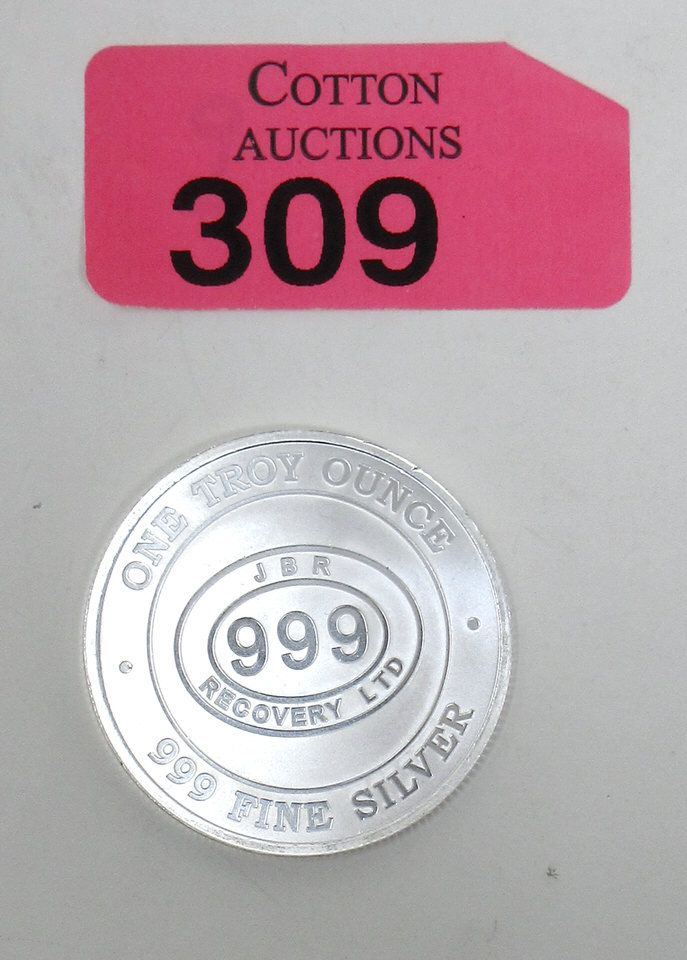 COTTON
AUCTIONS
309
ONE TROY OUNCE
JBR
999
RECOVERY LTD
999 FINE SILVER